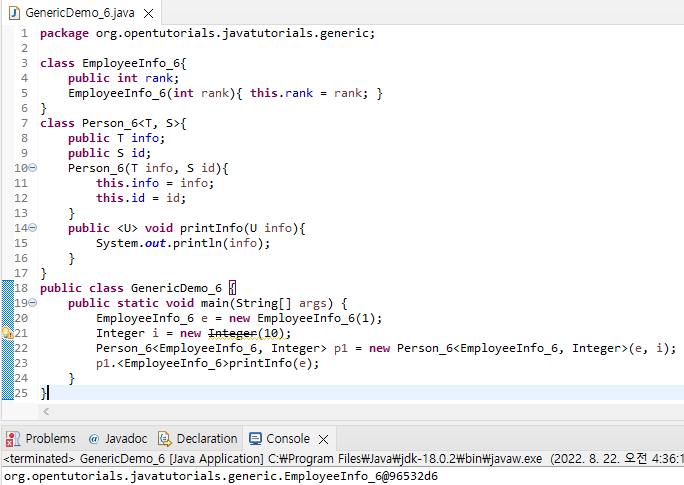 GenericDemo_6.java
1 package org.opentutorials.javatutorials.generic;
2
3 class EmployeeInfo_6{
4     public int rank;
5     EmployeeInfo_6(int rank){ this.rank = rank; }
6 }
7 class Person_6<T, S>{
8     public T info;
9     public S id;
10     Person_6(T info, S id){
11         this.info = info;
12         this.id = id;
13     }
14     public <U> void printInfo(U info){
15         System.out.println(info);
16     }
17 }
18 public class GenericDemo_6 {
19     public static void main(String[] args) {
20         EmployeeInfo_6 e = new EmployeeInfo_6(1);
21         Integer i = new Integer(10);
22         Person_6<EmployeeInfo_6, Integer> p1 = new Person_6<EmployeeInfo_6, Integer>(e, i);
23         p1.<EmployeeInfo_6>printInfo(e);
24     }
25 }
Problems @ Javadoc Declaration Console
<terminated> GenericDemo_6 [Java Application] C:₩Program Files₩Java₩jdk-18.0.2₩bin₩javaw.exe (2022. 8. 22. 오전 4:36:1
org.opentutorials.javatutorials.generic.EmployeeInfo_6@96532d6